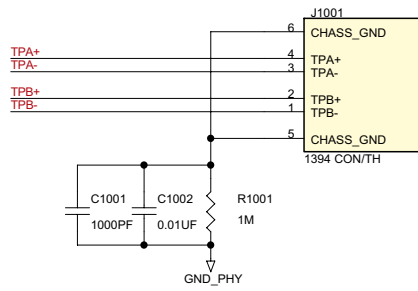 J1001
6 CHASS_GND
TPA+ 4 TPA+
TPA- 3 TPA-
TPB+ 2 TPB+
TPB- 1 TPB-
5 CHASS_GND
1394 CON/TH
C1001 C1002 R1001
1000PF 0.01UF 1M
GND_PHY